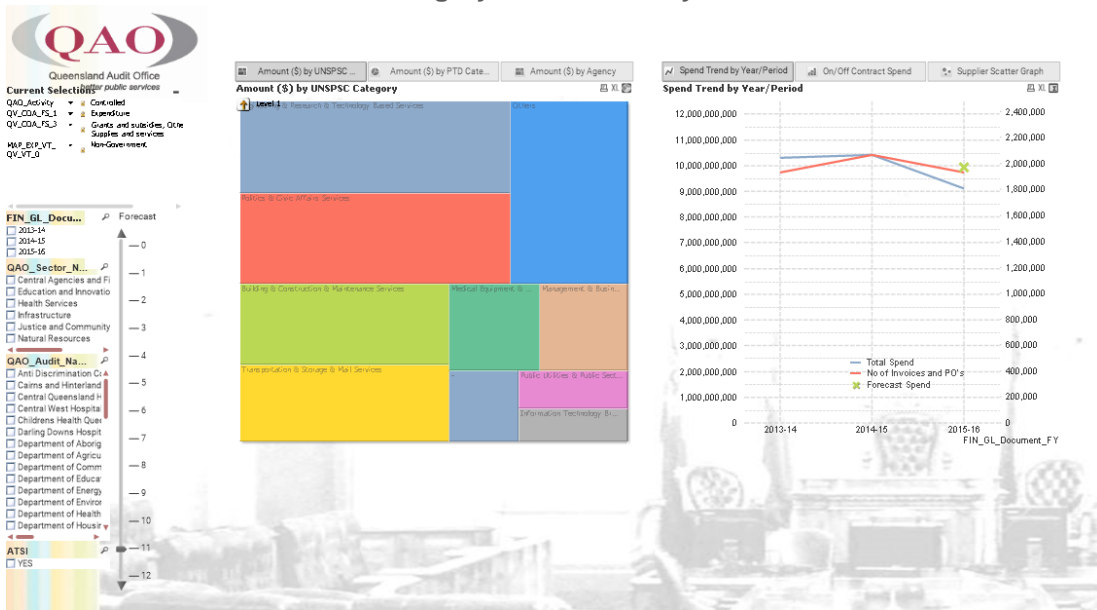 QAO
Queensland Audit Office
better public services
Current Selections
QAO_Activity Controlled
QV_COA_FS_1 Expenditure
QV_COA_FS_3 Grants and subsidies, Othe
Supplies and services
MAP_EXP_VT_ Non-Government
QV_VT_0
FIN_GL_Docu...
2013-14
2014-15
2015-16
QAO_Sector_N...
Central Agencies and Fi
Education and Innovatio
Health Services
Infrastructure
Justice and Community
Natural Resources
QAO_Audit_Na...
Anti Discrimination Co
Cairns and Hinterland
Central Queensland H
Central West Hospita
Childrens Health Quee
Darling Downs Hospit
Department of Aborig
Department of Agricu
Department of Comm
Department of Educat
Department of Energy
Department of Enviror
Department of Health
Department of Housir
ATSI
YES
Forecast
0
1
2
3
4
5
6
7
8
9
10
11
12
Amount ($) by UNSPSC ...
Amount ($) by PTD Cate...
Amount ($) by Agency
Amount ($) by UNSPSC Category
XL
Level 1
& Research & Technology Based Services
Others
Politics & Civic Affairs Services
Building & Construction & Maintenance Services
Medical Equipment & ...
Management & Busin...
Transportation & Storage & Mail Services
-
Public Utilities & Public Sect...
Information Technology Br...
Spend Trend by Year/Period
On/Off Contract Spend
Supplier Scatter Graph
Spend Trend by Year/Period
XL
12,000,000,000
11,000,000,000
10,000,000,000
9,000,000,000
8,000,000,000
7,000,000,000
6,000,000,000
5,000,000,000
4,000,000,000
3,000,000,000
2,000,000,000
1,000,000,000
0
2,400,000
2,200,000
2,000,000
1,800,000
1,600,000
1,400,000
1,200,000
1,000,000
800,000
600,000
400,000
200,000
0
Total Spend
No of Invoices and PO's
Forecast Spend
2013-14
2014-15
2015-16
FIN_GL_Document_FY